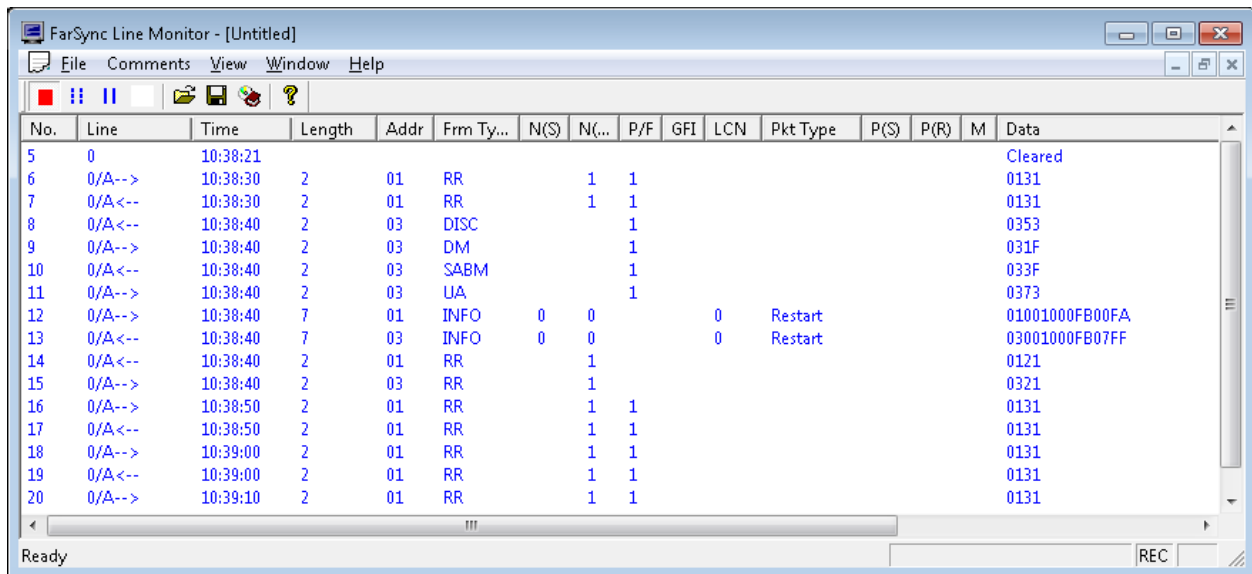 FarSync Line Monitor - [Untitled]
File Comments View Window Help
No. Line Time Length Addr Frm Ty... N(S) N(... P/F GFI LCN Pkt Type P(S) P(R) M Data
5 0 10:38:21 Cleared
6 0/A--> 10:38:30 2 01 RR 1 1 0131
7 0/A<-- 10:38:30 2 01 RR 1 1 0131
8 0/A<-- 10:38:40 2 03 DISC 1 0353
9 0/A--> 10:38:40 2 03 DM 1 031F
10 0/A<-- 10:38:40 2 03 SABM 1 033F
11 0/A--> 10:38:40 2 03 UA 1 0373
12 0/A--> 10:38:40 7 01 INFO 0 0 0 Restart 01001000FB00FA
13 0/A<-- 10:38:40 7 03 INFO 0 0 0 Restart 03001000FB07FF
14 0/A<-- 10:38:40 2 01 RR 1 0121
15 0/A--> 10:38:40 2 03 RR 1 0321
16 0/A--> 10:38:50 2 01 RR 1 1 0131
17 0/A<-- 10:38:50 2 01 RR 1 1 0131
18 0/A--> 10:39:00 2 01 RR 1 1 0131
19 0/A<-- 10:39:00 2 01 RR 1 1 0131
20 0/A--> 10:39:10 2 01 RR 1 1 0131
Ready REC